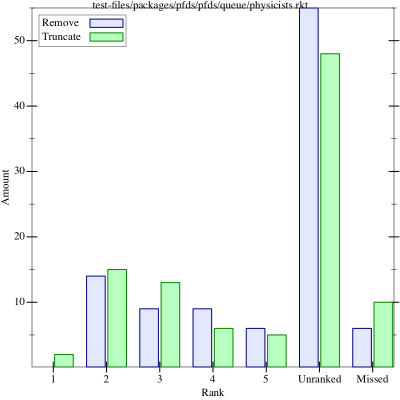 test-files/packages/pfds/pfds/queue/physicists.rkt
Remove
Truncate
50
40
30
20
10
Amount
1 2 3 4 5 Unranked Missed
Rank